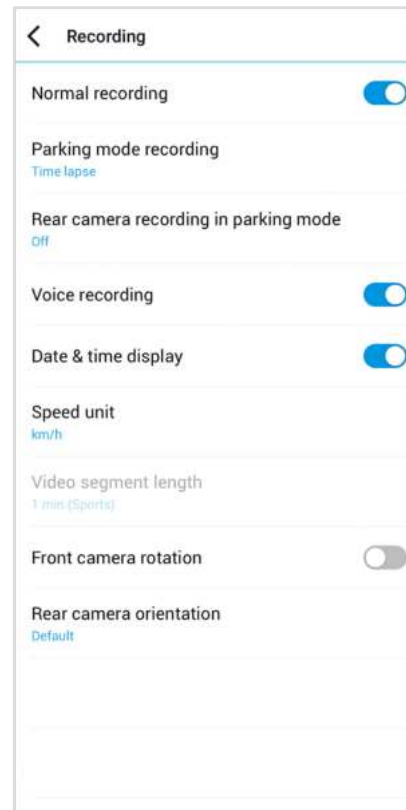 Recording
Normal recording
Parking mode recording
Time lapse
Rear camera recording in parking mode
Off
Voice recording
Date & time display
Speed unit
km/h
Video segment length
1 min (Sports)
Front camera rotation
Rear camera orientation
Default